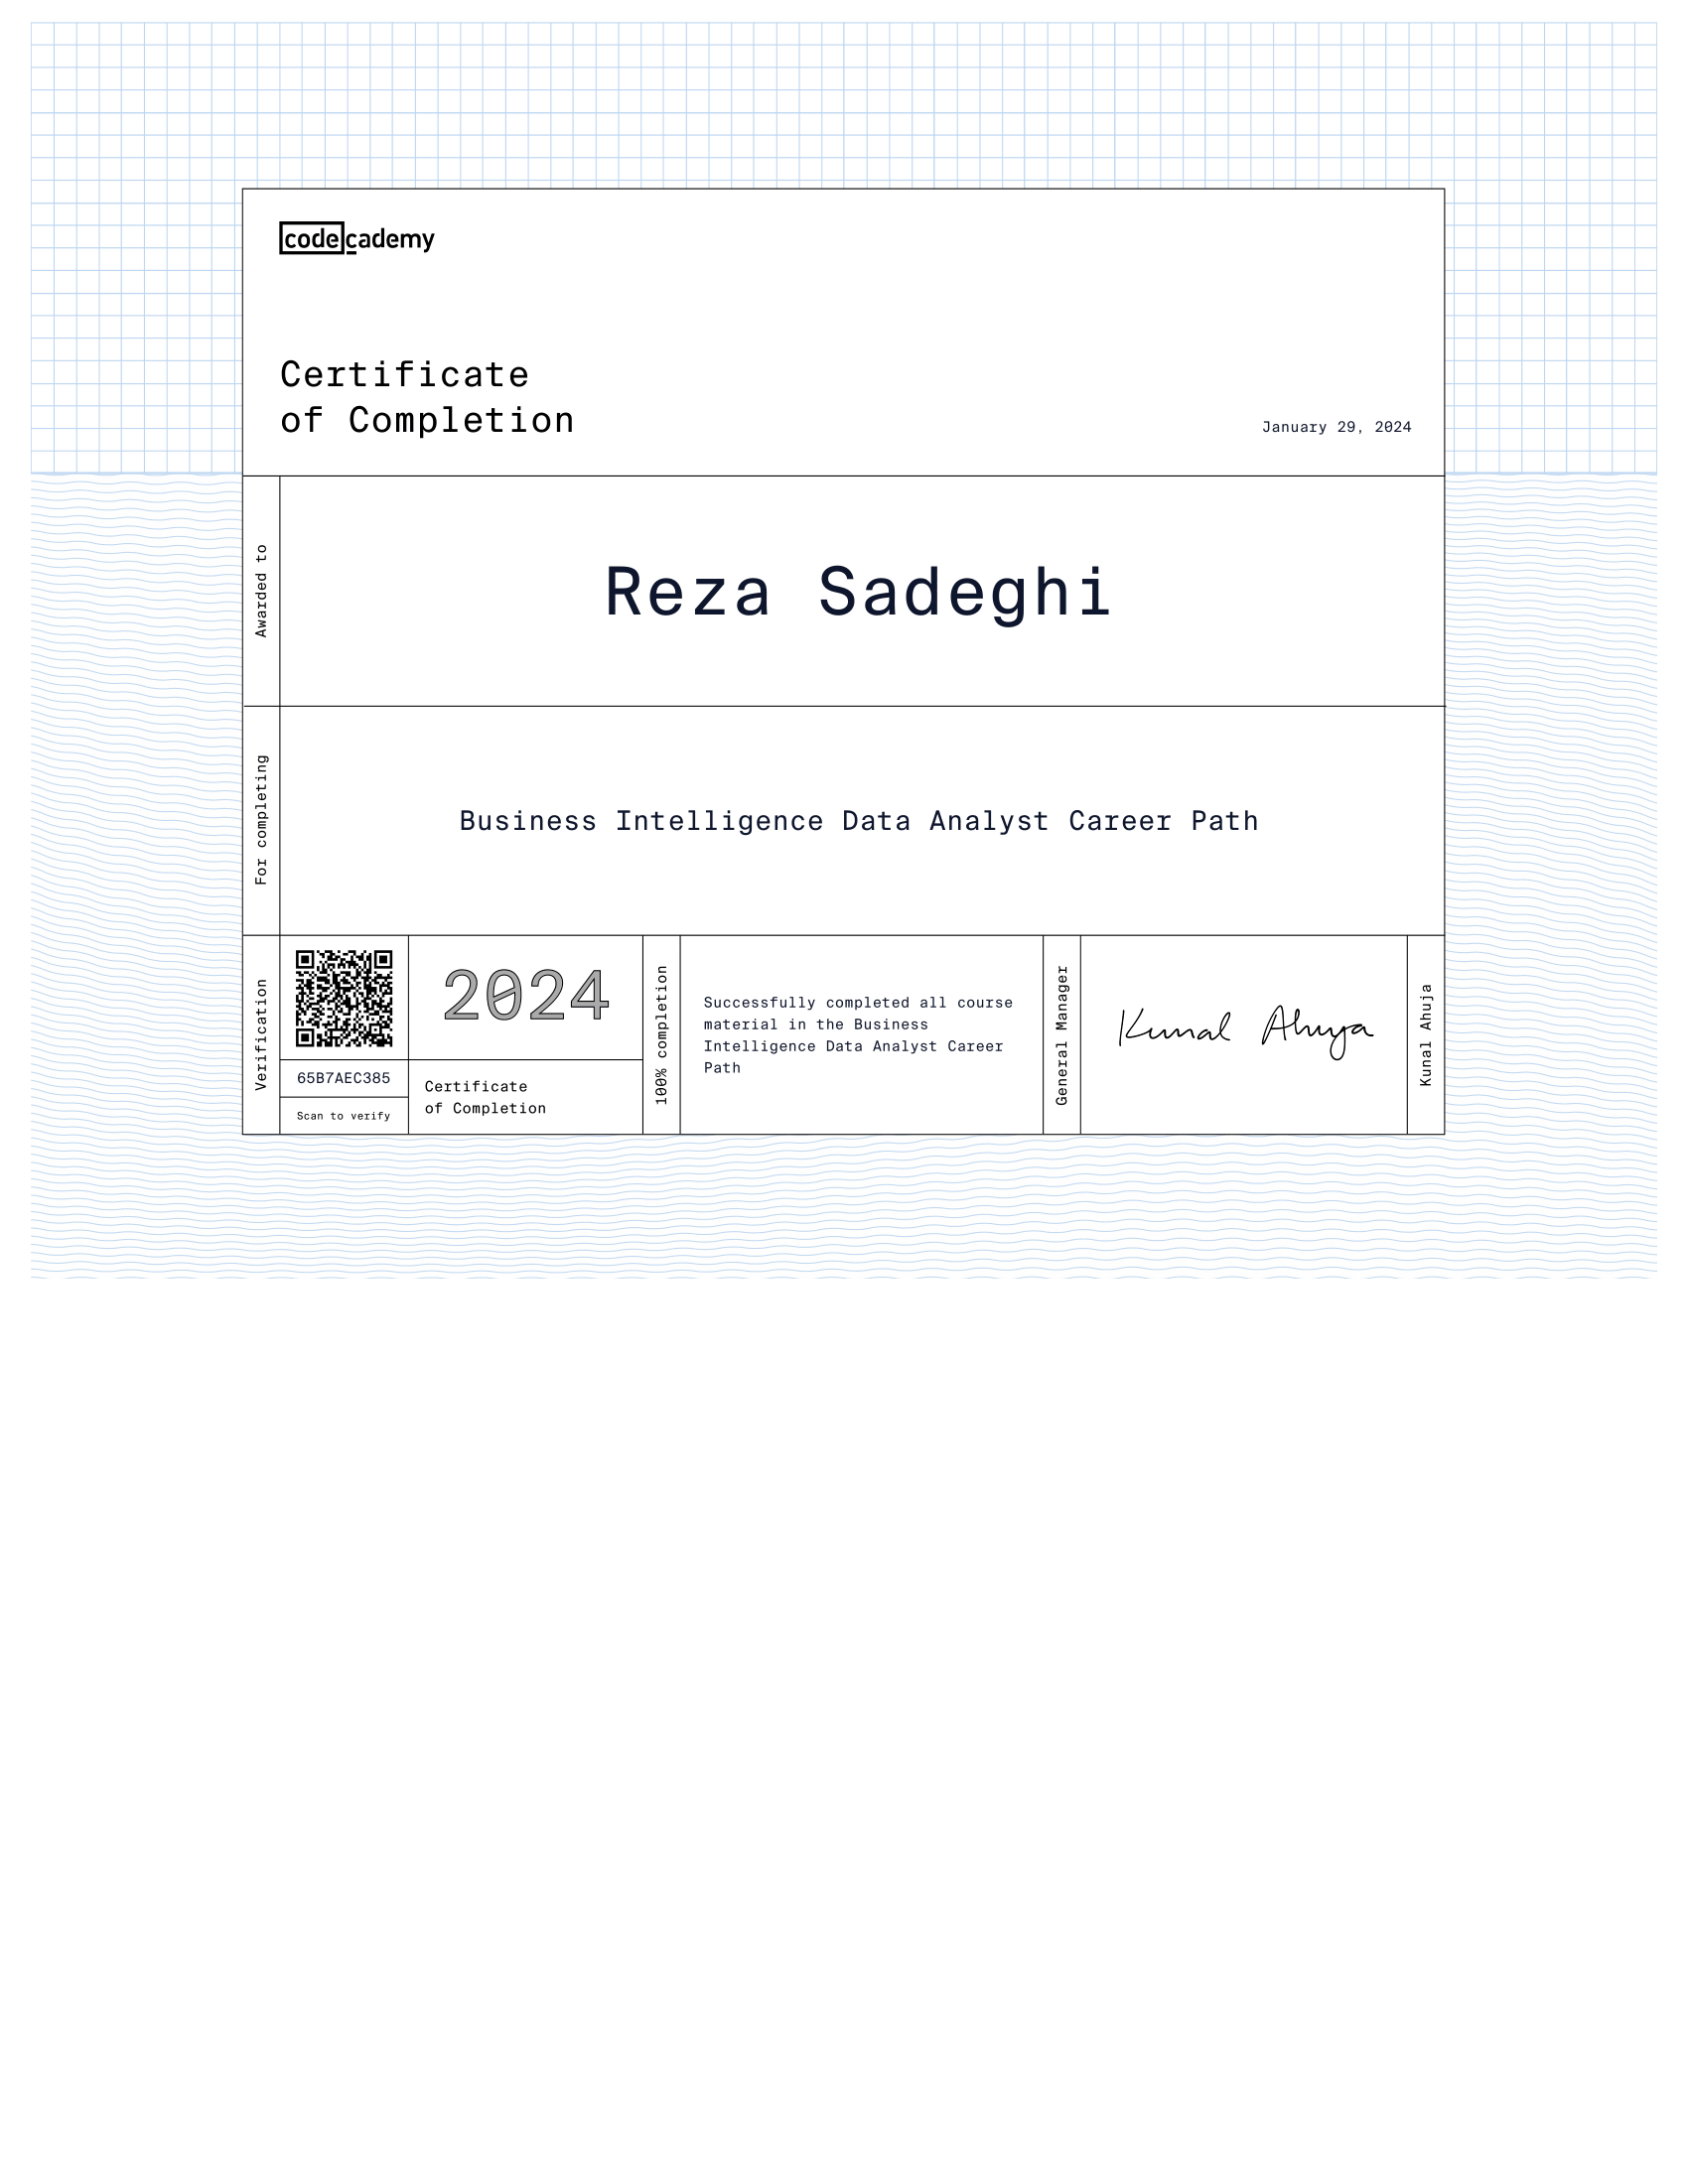 codecademy
Certificate
of Completion
January 29, 2024
Awarded to
Reza Sadeghi
For completing
Business Intelligence Data Analyst Career Path
Verification
65B7AEC385
Scan to verify
2024
Certificate
of Completion
100% completion
Successfully completed all course
material in the Business
Intelligence Data Analyst Career
Path
General Manager
Kunal Ahuja
Kunal Ahuja